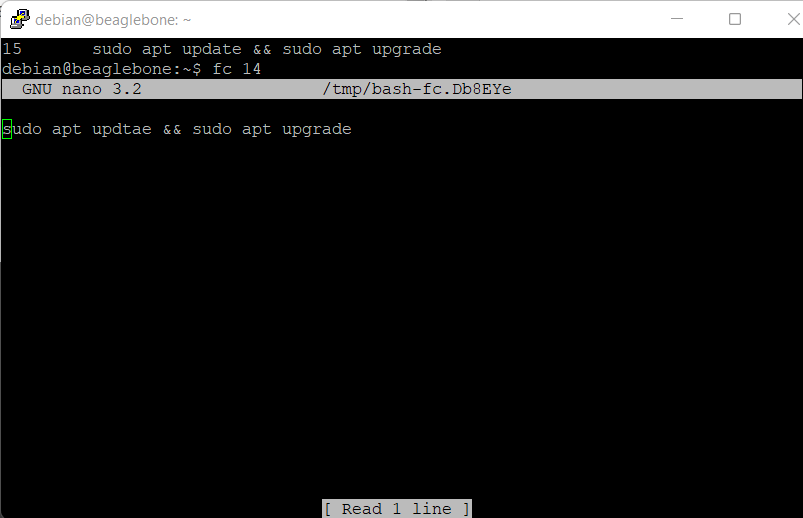 debian@beaglebone: ~
15 sudo apt update && sudo apt upgrade
debian@beaglebone:~$ fc 14
GNU nano 3.2 /tmp/bash-fc.Db8EYe
sudo apt updtae && sudo apt upgrade
[ Read 1 line ]